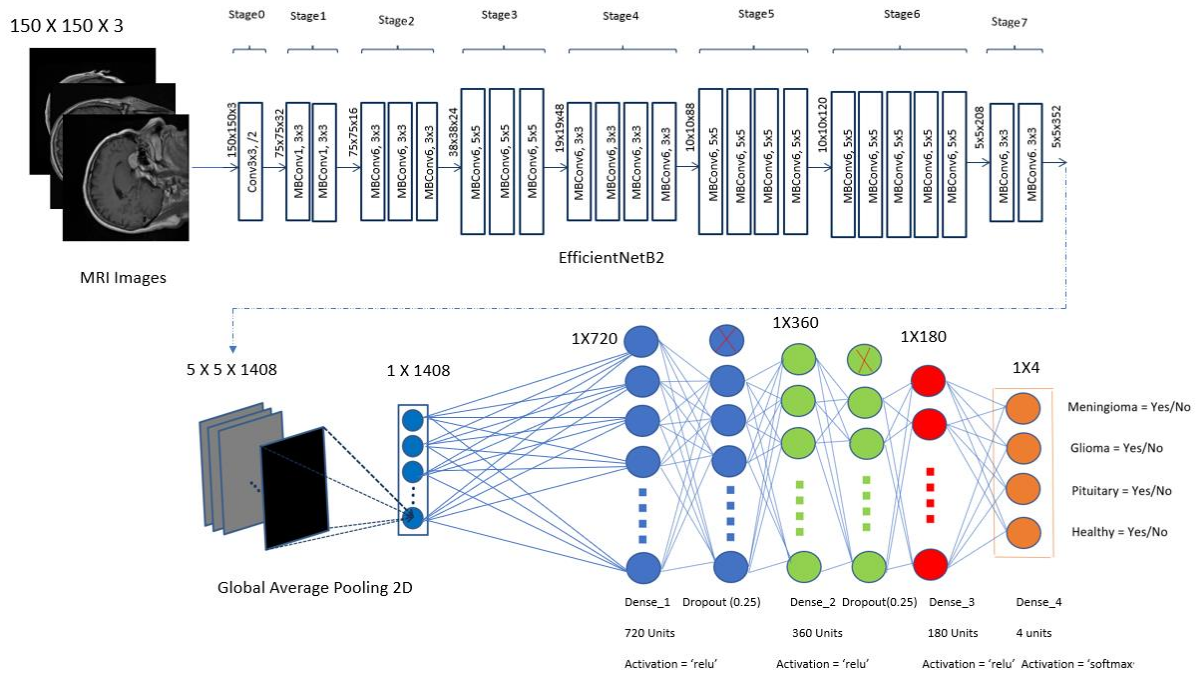 150 X 150 X 3
Stage0
Stage1
Stage2
Stage3
Stage4
Stage5
Stage6
Stage7
150x150x3
Conv3x3, /2
75x75x32
MBConv1, 3x3
MBConv1, 3x3
75x75x16
MBConv6, 3x3
MBConv6, 3x3
MBConv6, 3x3
38x38x24
MBConv6, 5x5
MBConv6, 5x5
MBConv6, 5x5
19x19x48
MBConv6, 3x3
MBConv6, 3x3
MBConv6, 3x3
MBConv6, 3x3
10x10x88
MBConv6, 5x5
MBConv6, 5x5
MBConv6, 5x5
MBConv6, 5x5
10x10x120
MBConv6, 5x5
MBConv6, 5x5
MBConv6, 5x5
MBConv6, 5x5
MBConv6, 5x5
5x5x208
MBConv6, 3x3
MBConv6, 3x3
5x5x352
MRI Images
EfficientNetB2
5 X 5 X 1408
1 X 1408
1X720
1X360
1X180
1X4
Meningioma = Yes/No
Glioma = Yes/No
Pituitary = Yes/No
Healthy = Yes/No
Global Average Pooling 2D
Dense_1
Dropout (0.25)
Dense_2
Dropout(0.25)
Dense_3
Dense_4
720 Units
360 Units
180 Units
4 units
Activation = ‘relu’
Activation = ‘relu’
Activation = ‘relu’
Activation = ‘softmax’